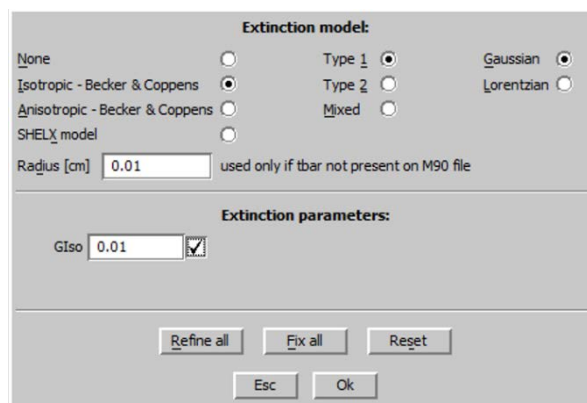 Extinction model:
None Type 1 Gaussian
Isotropic - Becker & Coppens Type 2 Lorentzian
Anisotropic - Becker & Coppens Mixed
SHELX model
Radius [cm] 0.01 used only if tbar not present on M90 file
Extinction parameters:
GIso 0.01
Refine all Fix all Reset
Esc Ok